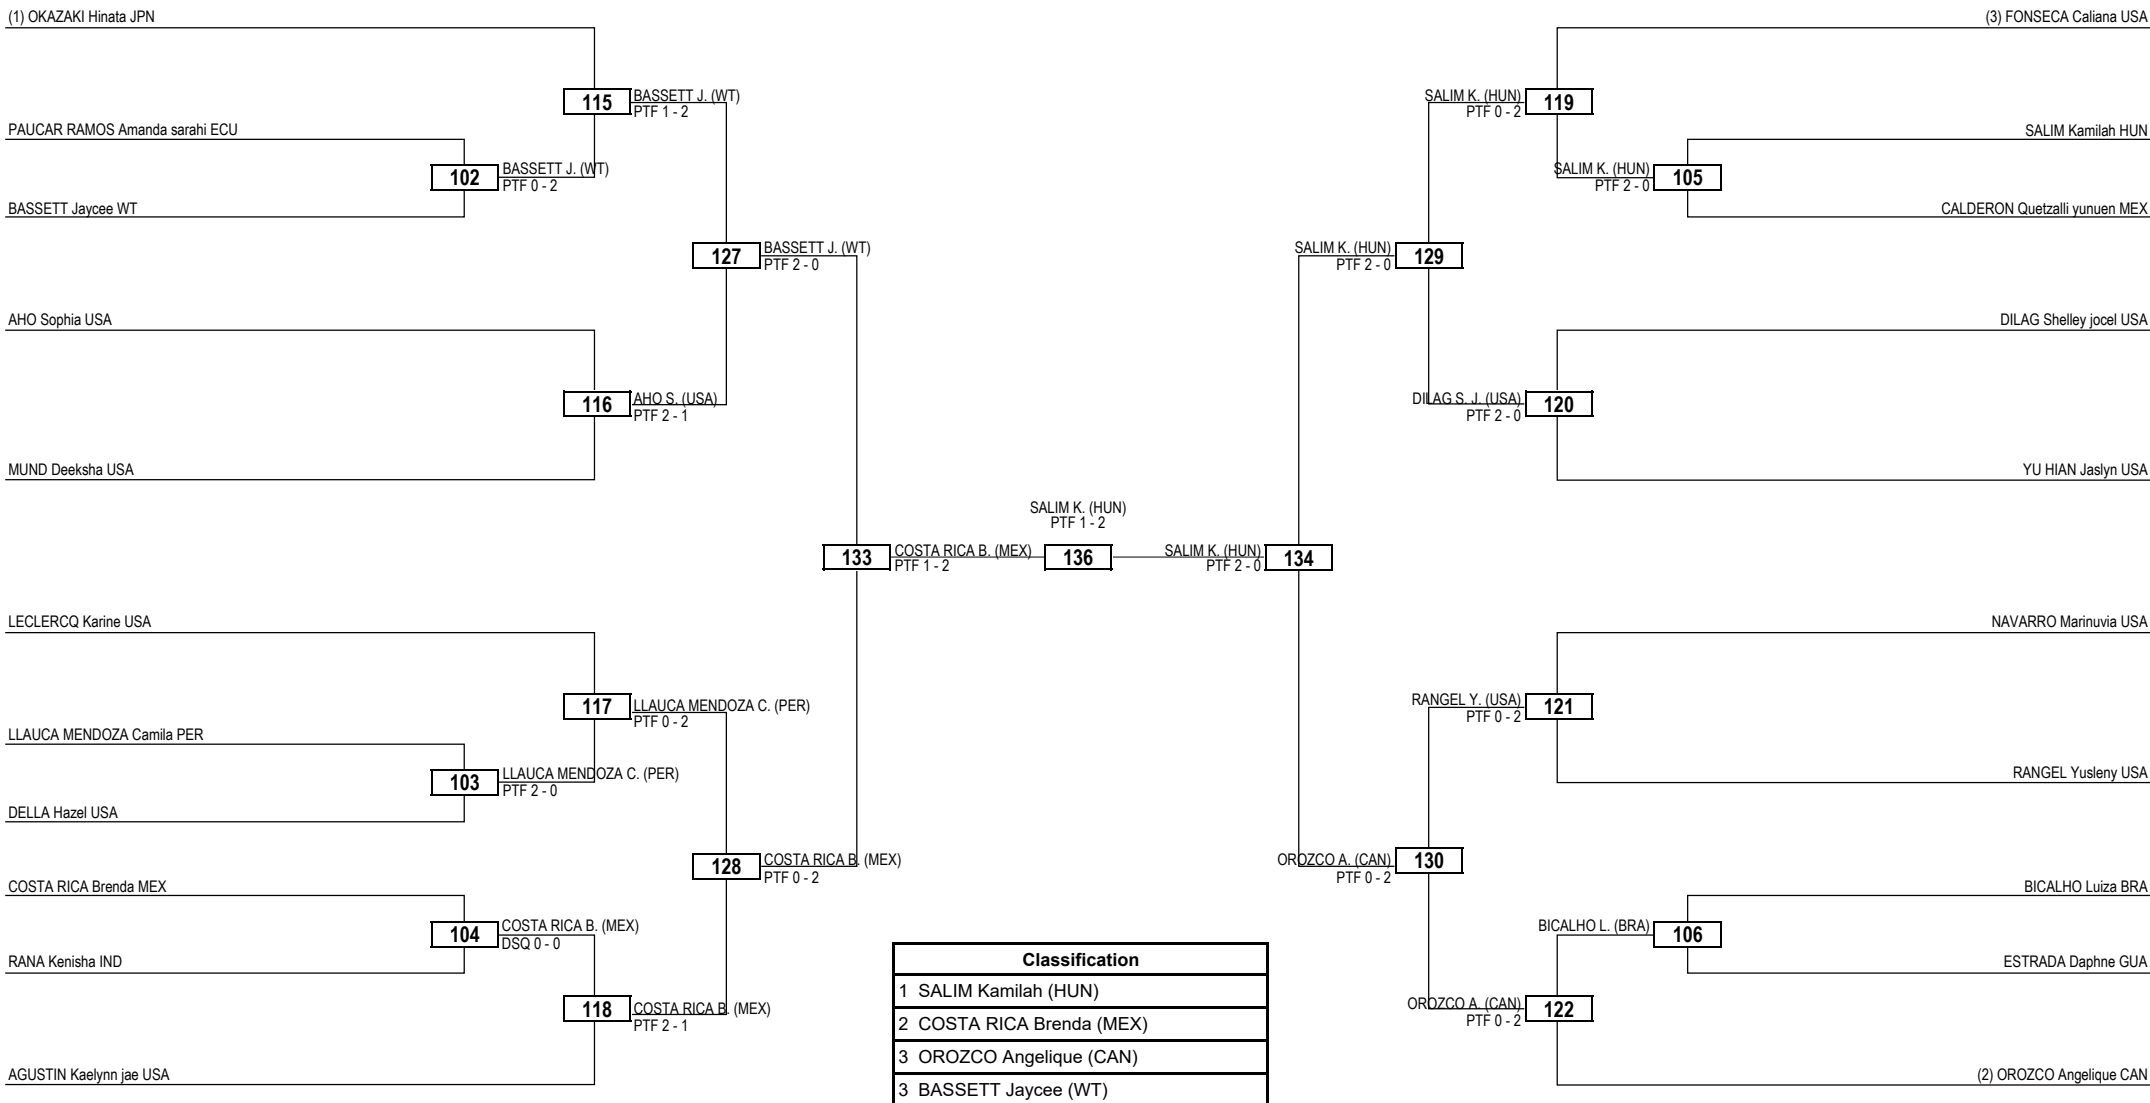 (1) OKAZAKI Hinata JPN
(3) FONSECA Caliana USA
115
BASSETT J. (WT)
PTF 1 - 2
SALIM K. (HUN)
PTF 0 - 2
119
PAUCAR RAMOS Amanda sarahi ECU
SALIM Kamilah HUN
102
BASSETT J. (WT)
PTF 0 - 2
SALIM K. (HUN)
PTF 2 - 0
105
BASSETT Jaycee WT
CALDERON Quetzalli yunuen MEX
127
BASSETT J. (WT)
PTF 2 - 0
SALIM K. (HUN)
PTF 2 - 0
129
AHO Sophia USA
DILAG Shelley jocel USA
116
AHO S. (USA)
PTF 2 - 1
DILAG S. J. (USA)
PTF 2 - 0
120
MUND Deeksha USA
YU HIAN Jaslyn USA
SALIM K. (HUN)
PTF 1 - 2
133
COSTA RICA B. (MEX)
PTF 1 - 2
136
SALIM K. (HUN)
PTF 2 - 0
134
LECLERCQ Karine USA
NAVARRO Marinuvia USA
117
LLAUCA MENDOZA C. (PER)
PTF 0 - 2
RANGEL Y. (USA)
PTF 0 - 2
121
LLAUCA MENDOZA Camila PER
103
LLAUCA MENDOZA C. (PER)
PTF 2 - 0
RANGEL Yusleny USA
DELLA Hazel USA
128
COSTA RICA B. (MEX)
PTF 0 - 2
OROZCO A. (CAN)
PTF 0 - 2
130
COSTA RICA Brenda MEX
BICALHO Luiza BRA
104
COSTA RICA B. (MEX)
DSQ 0 - 0
BICALHO L. (BRA)
106
RANA Kenisha IND
ESTRADA Daphne GUA
118
COSTA RICA B. (MEX)
PTF 2 - 1
OROZCO A. (CAN)
PTF 0 - 2
122
AGUSTIN Kaelynn jae USA
(2) OROZCO Angelique CAN
Classification
1 SALIM Kamilah (HUN)
2 COSTA RICA Brenda (MEX)
3 OROZCO Angelique (CAN)
3 BASSETT Jaycee (WT)